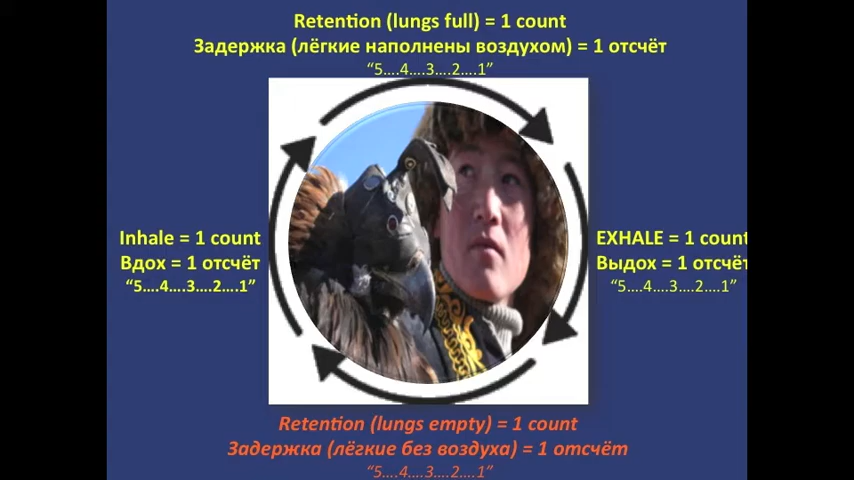 Retention (lungs full) = 1 count
Задержка (лёгкие наполнены воздухом) = 1 отсчёт
“5….4….3….2….1”
Inhale = 1 count
Вдох = 1 отсчёт
“5….4….3….2….1”
EXHALE = 1 count
Выдох = 1 отсчёт
“5….4….3….2....1”
Retention (lungs empty) = 1 count
Задержка (лёгкие без воздуха) = 1 отсчёт
“5….4….3….2….1”